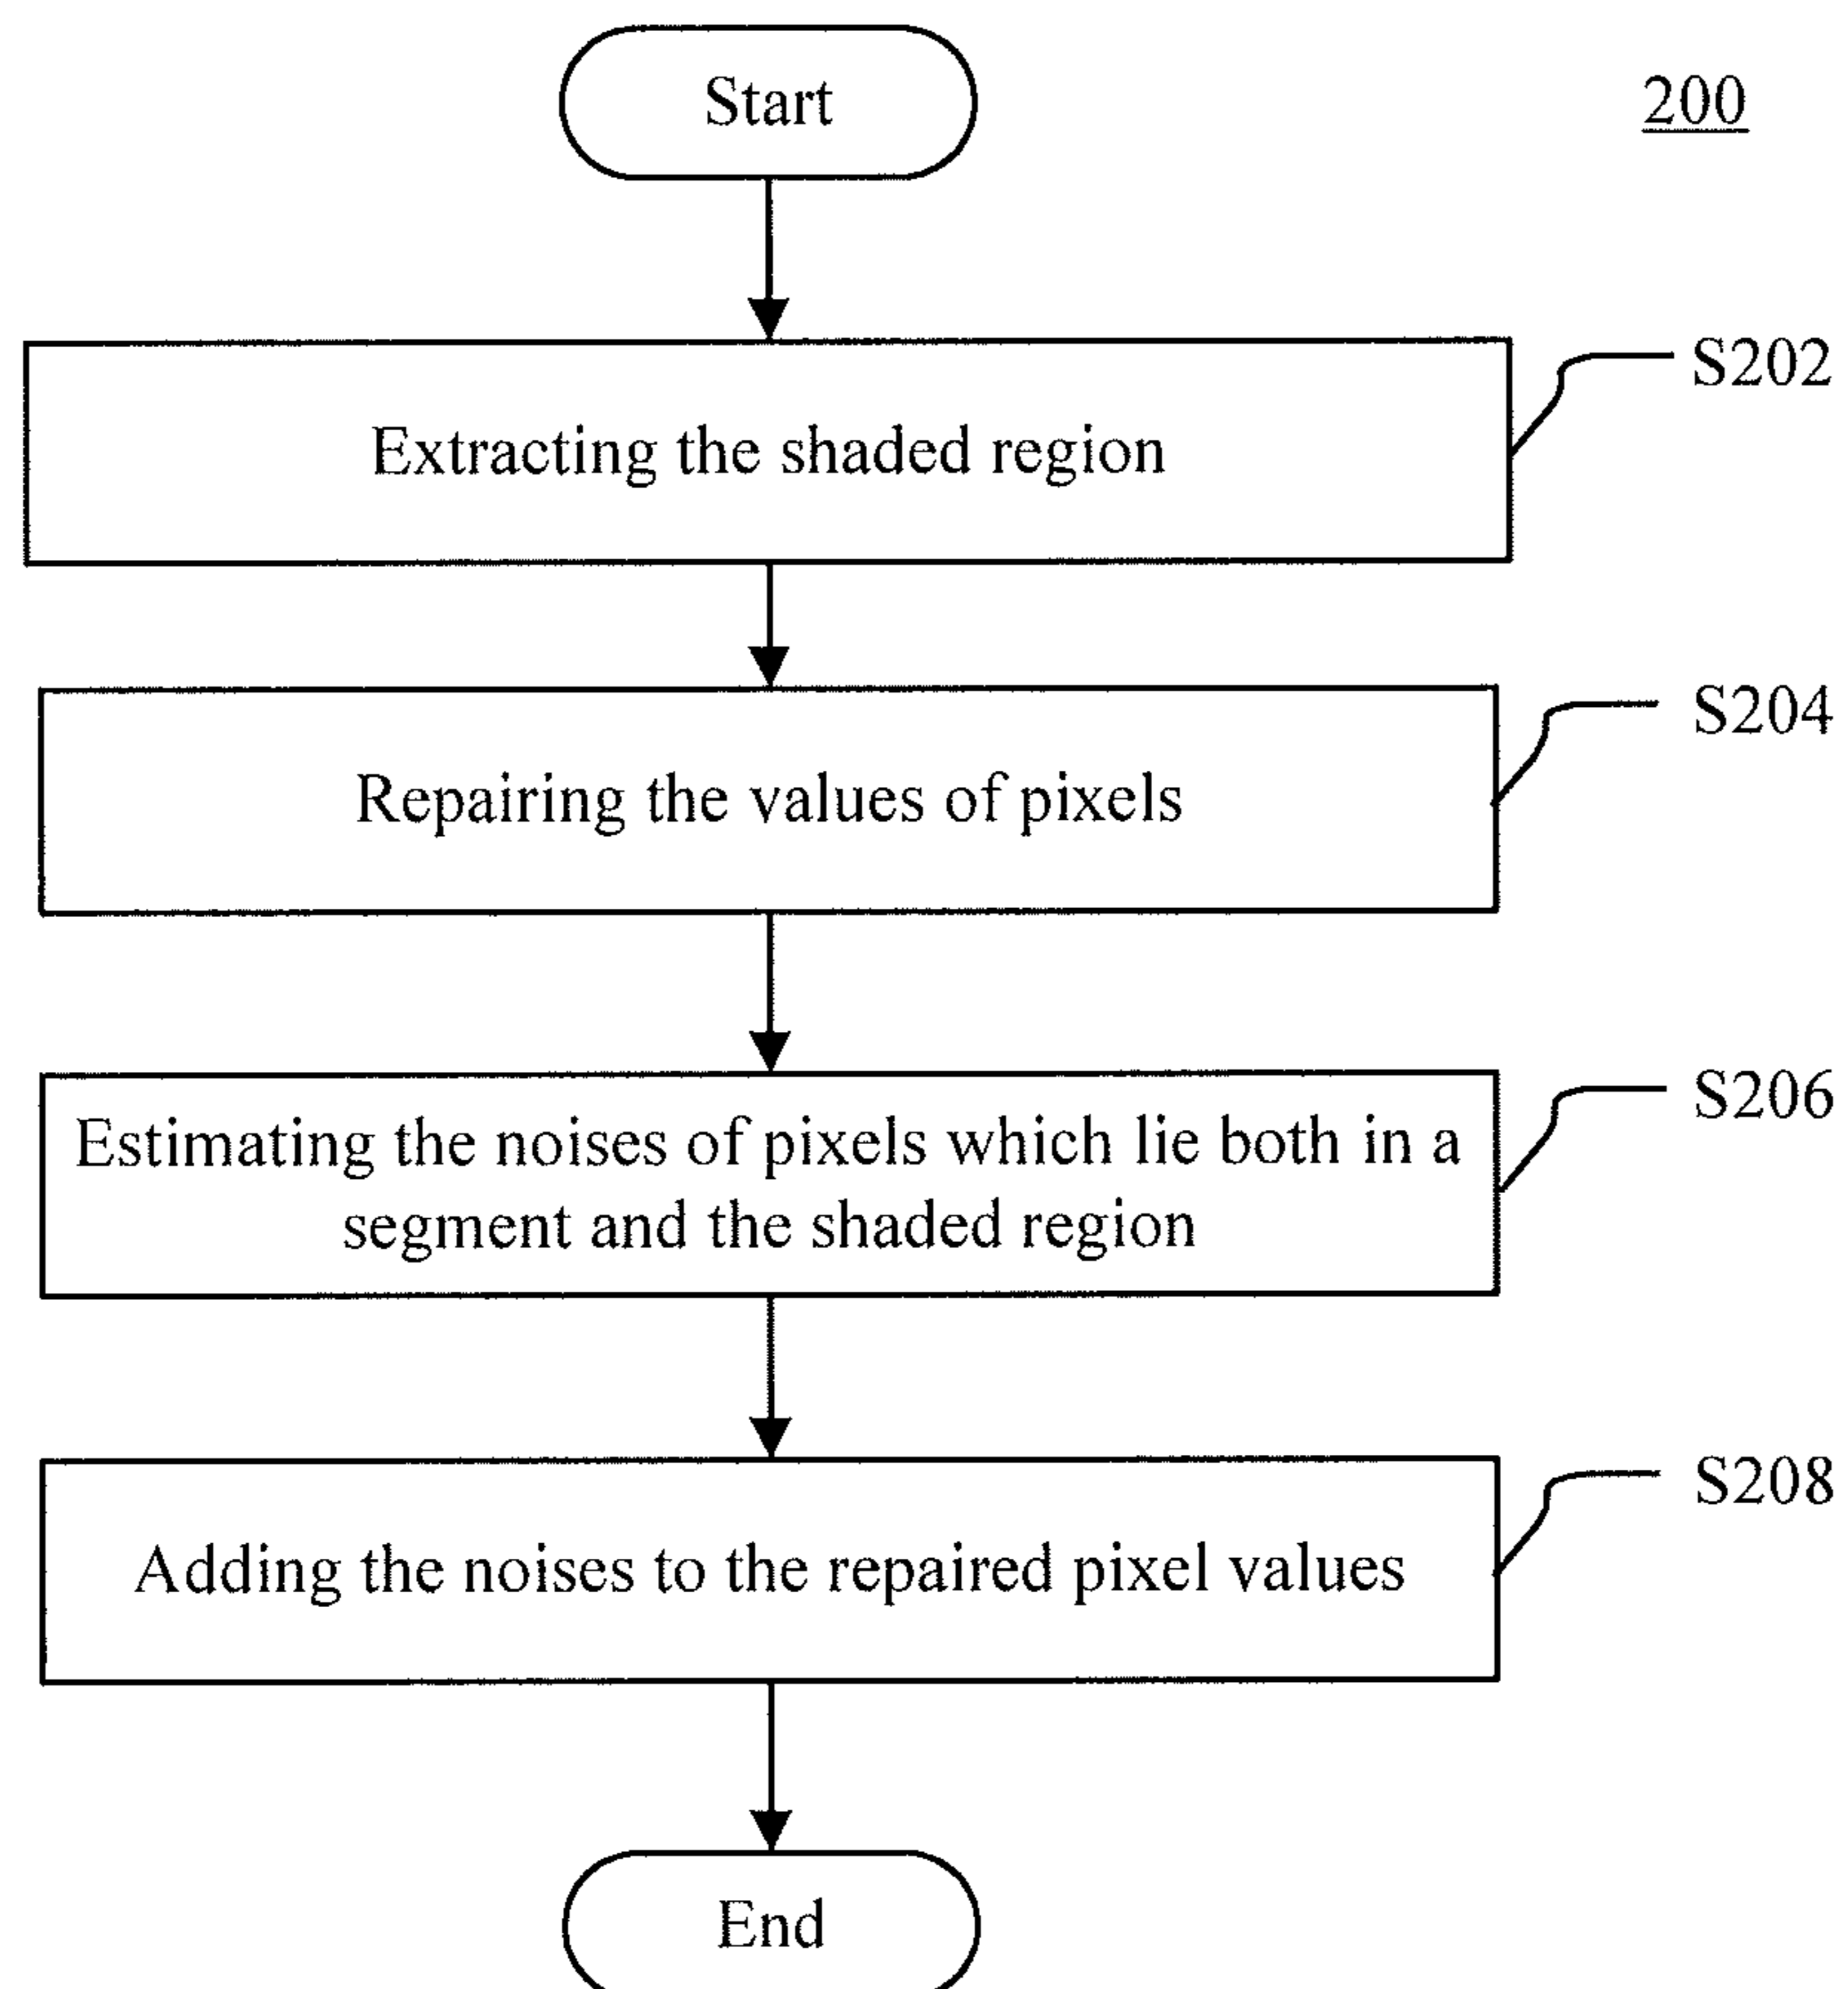 Start
200
S202
Extracting the shaded region
S204
Repairing the values of pixels
S206
Estimating the noises of pixels which lie both in a
segment and the shaded region
S208
Adding the noises to the repaired pixel values
End